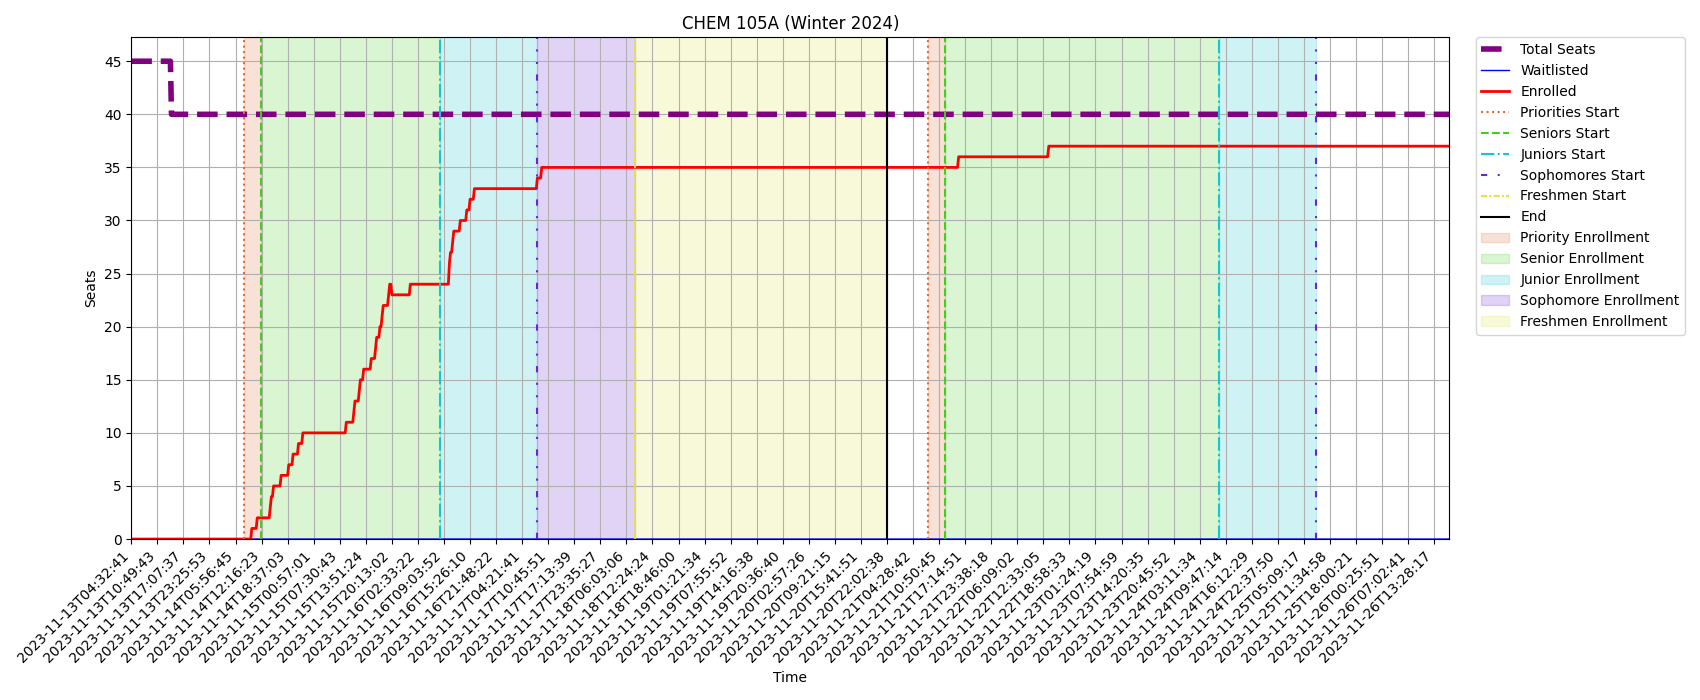 CHEM 105A (Winter 2024)
Seats
45
40
35
30
25
20
15
10
5
0
2023-11-13T04:32:41
2023-11-13T10:49:43
2023-11-13T17:07:37
2023-11-13T23:25:53
2023-11-14T05:56:45
2023-11-14T12:16:23
2023-11-14T18:37:03
2023-11-15T00:57:01
2023-11-15T07:30:43
2023-11-15T13:51:24
2023-11-15T20:13:02
2023-11-16T02:33:22
2023-11-16T09:03:52
2023-11-16T15:26:10
2023-11-16T21:48:22
2023-11-17T04:21:41
2023-11-17T10:45:51
2023-11-17T17:13:39
2023-11-17T23:35:27
2023-11-18T06:03:06
2023-11-18T12:24:24
2023-11-18T18:46:00
2023-11-19T01:21:34
2023-11-19T07:55:52
2023-11-19T14:16:38
2023-11-19T20:36:40
2023-11-20T02:57:26
2023-11-20T09:21:15
2023-11-20T15:41:51
2023-11-20T22:02:38
2023-11-21T04:28:42
2023-11-21T10:50:45
2023-11-21T17:14:51
2023-11-21T23:38:18
2023-11-22T06:09:02
2023-11-22T12:33:05
2023-11-22T18:58:33
2023-11-23T01:24:19
2023-11-23T07:54:59
2023-11-23T14:20:35
2023-11-23T20:45:52
2023-11-24T03:11:34
2023-11-24T09:47:14
2023-11-24T16:12:29
2023-11-24T22:37:50
2023-11-25T05:09:17
2023-11-25T11:34:58
2023-11-25T18:00:21
2023-11-26T00:25:51
2023-11-26T07:02:41
2023-11-26T13:28:17
Time
Total Seats
Waitlisted
Enrolled
Priorities Start
Seniors Start
Juniors Start
Sophomores Start
Freshmen Start
End
Priority Enrollment
Senior Enrollment
Junior Enrollment
Sophomore Enrollment
Freshmen Enrollment